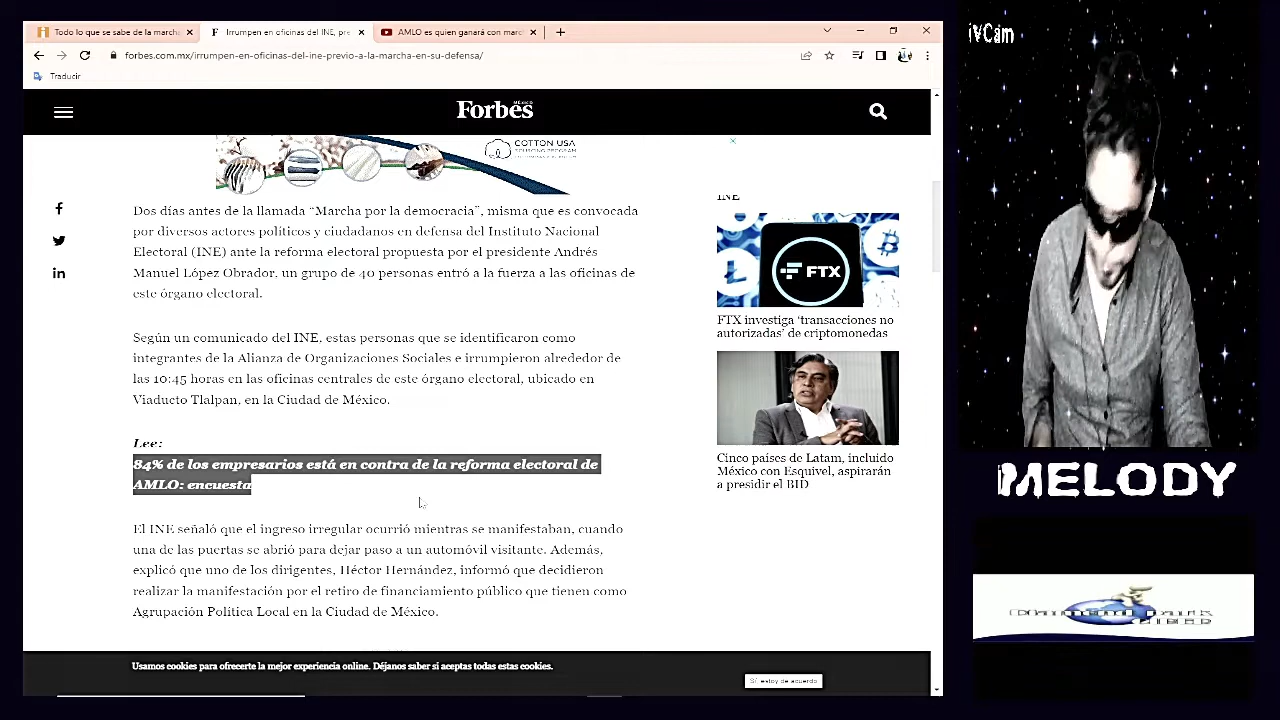 Todo lo que se sabe de la march
Irrumpen en oficinas del INE, pre
AMLO es quien ganará con marc
forbes.com.mx/irrumpen-en-oficinas-del-ine-previo-a-la-marcha-en-su-defensa/
Traducir
Forbes
MÉXICO
COTTON USA
Dos días antes de la llamada “Marcha por la democracia”, misma que es convocada
por diversos actores políticos y ciudadanos en defensa del Instituto Nacional
Electoral (INE) ante la reforma electoral propuesta por el presidente Andrés
Manuel López Obrador, un grupo de 40 personas entró a la fuerza a las oficinas de
este órgano electoral.
Según un comunicado del INE, estas personas que se identificaron como
integrantes de la Alianza de Organizaciones Sociales e irrumpieron alrededor de
las 10:45 horas en las oficinas centrales de este órgano electoral, ubicado en
Viaducto Tlalpan, en la Ciudad de México.
Lee:
84% de los empresarios está en contra de la reforma electoral de
AMLO: encuesta
El INE señaló que el ingreso irregular ocurrió mientras se manifestaban, cuando
una de las puertas se abrió para dejar paso a un automóvil visitante. Además,
explicó que uno de los dirigentes, Héctor Hernández, informó que decidieron
realizar la manifestación por el retiro de financiamiento público que tienen como
Agrupación Política Local en la Ciudad de México.
INE
FTX
FTX investiga ‘transacciones no
autorizadas’ de criptomonedas
Cinco países de Latam, incluido
México con Esquivel, aspirarán
a presidir el BID
Usamos cookies para ofrecerte la mejor experiencia online. Déjanos saber si aceptas todas estas cookies.
Sí, estoy de acuerdo
iVCam
MELODY